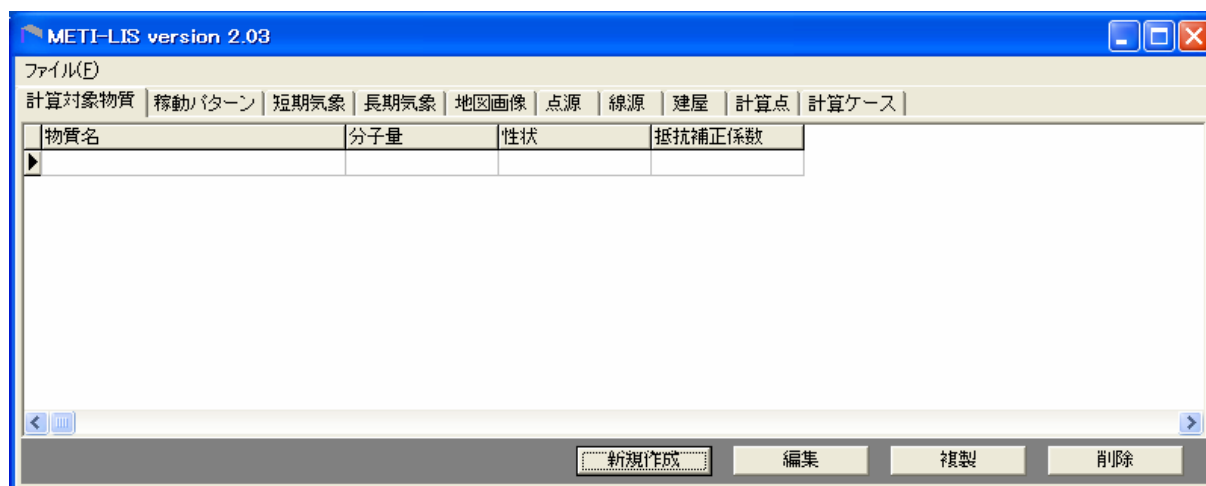 METI-LIS version 2.03
ファイル(F)
計算対象物質 稼動パターン 短期気象 長期気象 地図画像 点源 線源 建屋 計算点 計算ケース
物質名 分子量 性状 抵抗補正係数
新規作成 編集 複製 削除